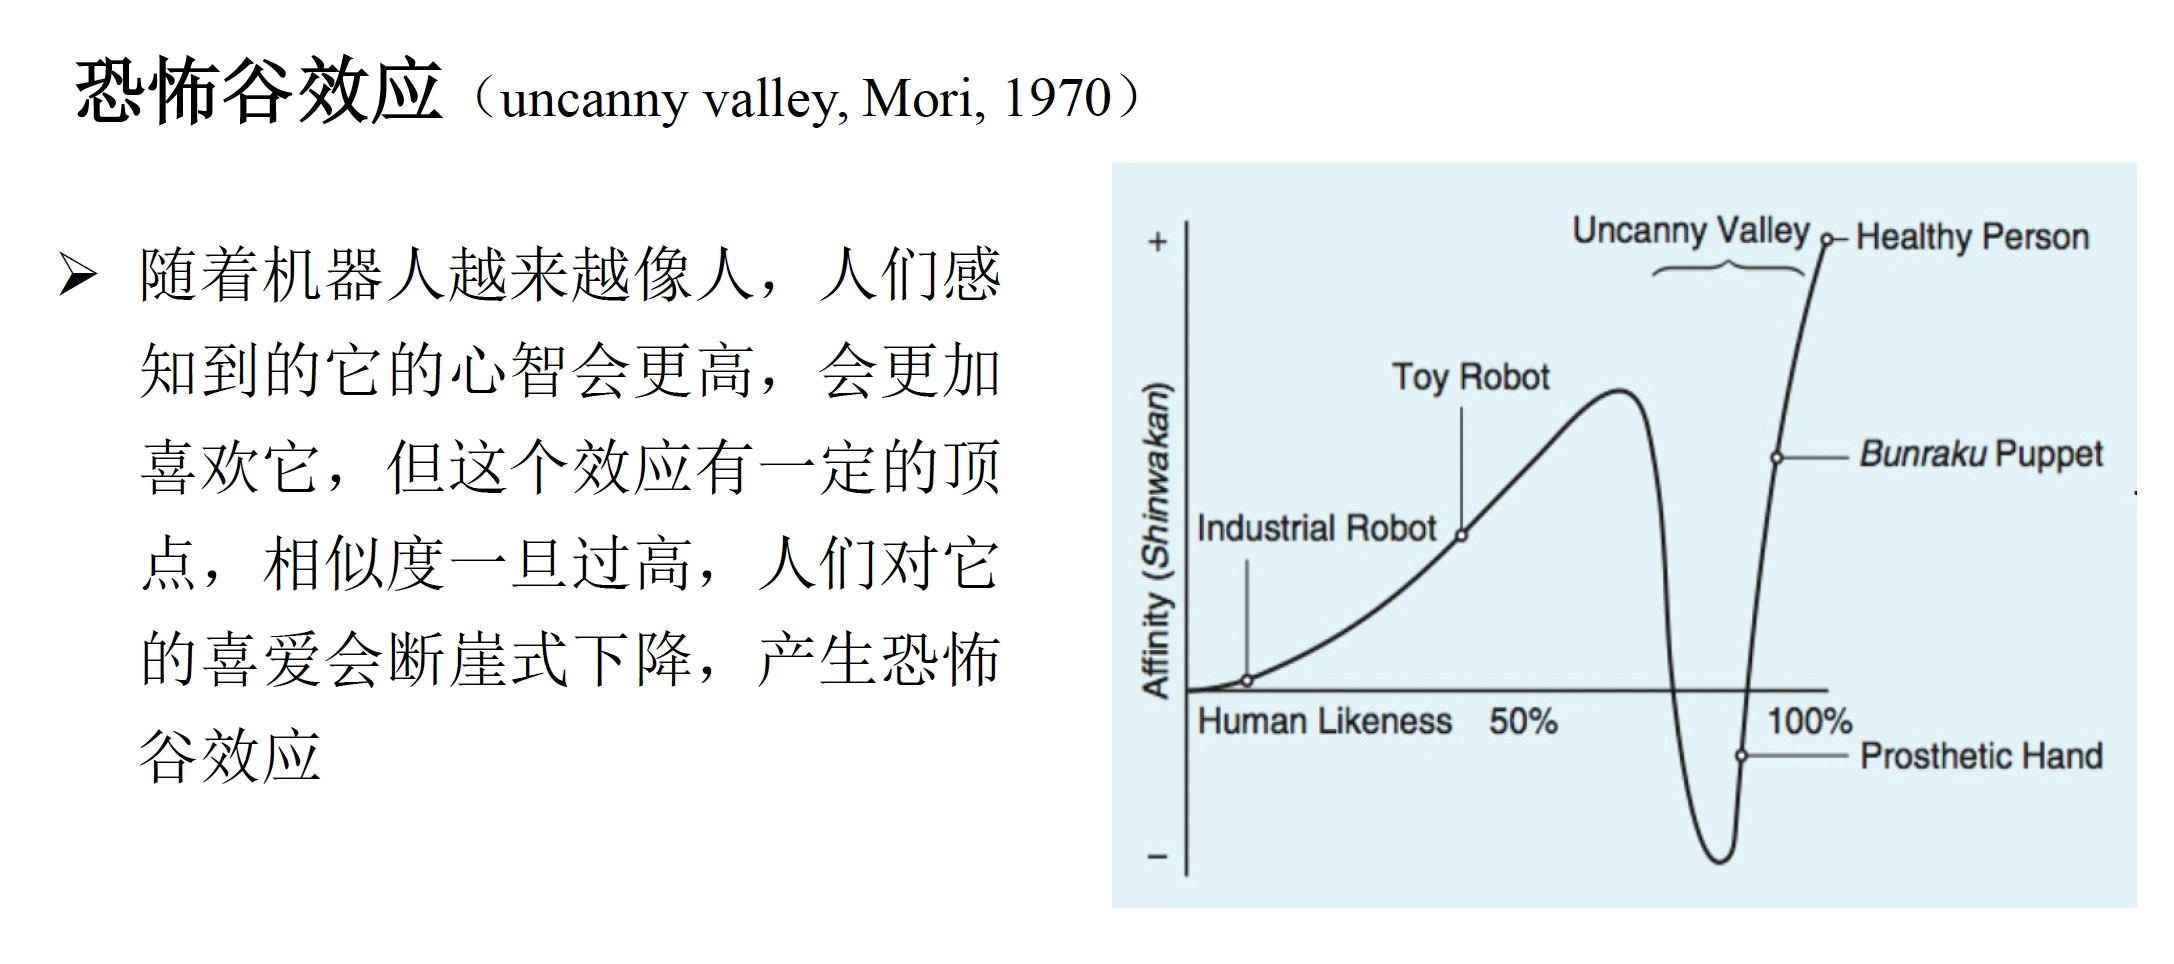 恐怖谷效应（uncanny valley, Mori, 1970）
➢ 随着机器人越来越像人，人们感
知到的它的心智会更高，会更加
喜欢它，但这个效应有一定的顶
点，相似度一旦过高，人们对它
的喜爱会断崖式下降，产生恐怖
谷效应
+
Uncanny Valley
Healthy Person
Toy Robot
Bunraku Puppet
Industrial Robot
Affinity (Shinwakan)
Human Likeness 50% 100%
Prosthetic Hand
−